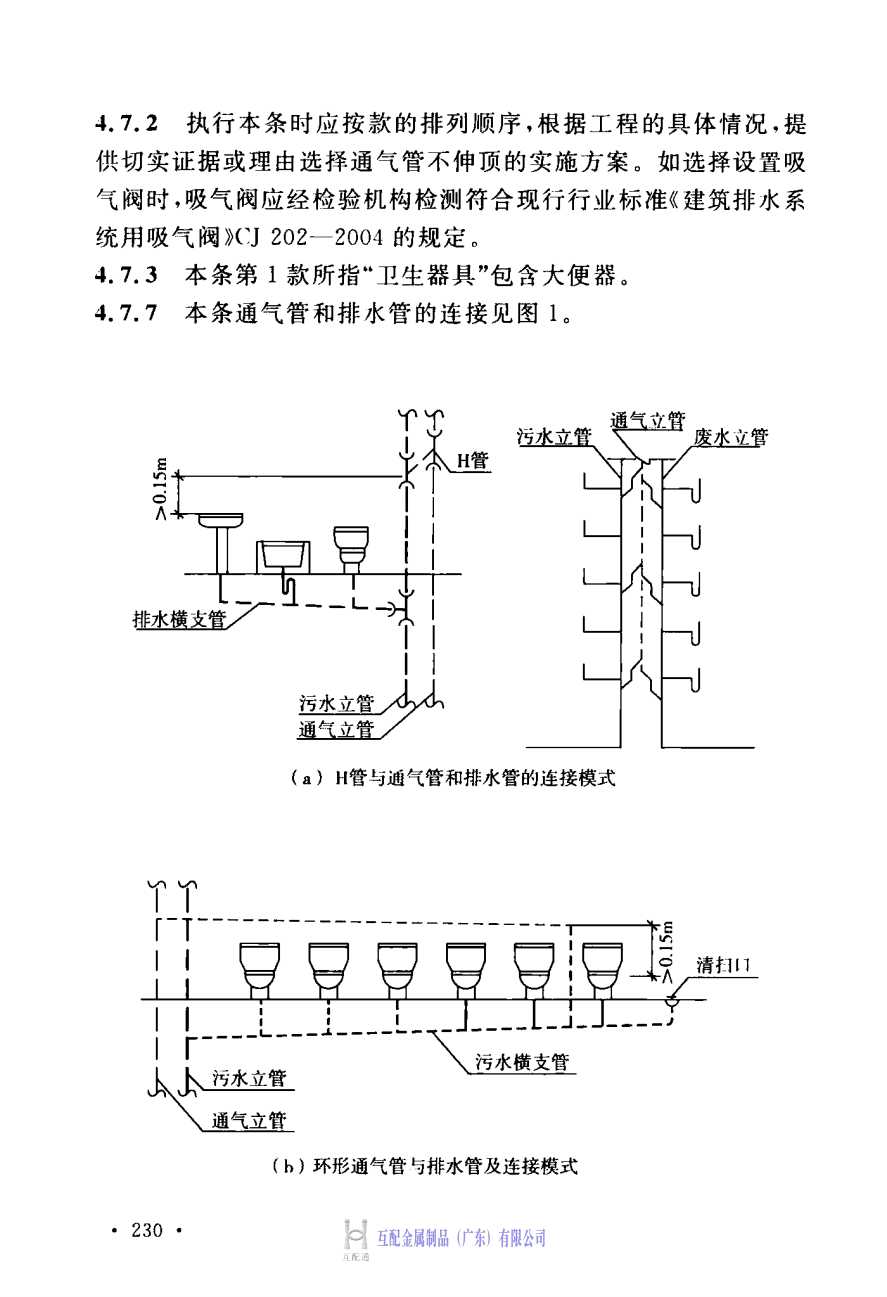 4.7.2 执行本条时应按款的排列顺序,根据工程的具体情况,提
供切实证据或理由选择通气管不伸顶的实施方案。如选择设置吸
气阀时,吸气阀应经检验机构检测符合现行行业标准《建筑排水系
统用吸气阀》CJ 202—2004 的规定。
4.7.3 本条第 1 款所指“卫生器具”包含大便器。
4.7.7 本条通气管和排水管的连接见图 1。
通气立管
污水立管
废水立管
H管
>0.15m
排水横支管
污水立管
通气立管
(a) H管与通气管和排水管的连接模式
>0.15m
清扫口
污水横支管
污水立管
通气立管
(b) 环形通气管与排水管及连接模式
· 230 ·
互配金属制品(广东)有限公司
互配通